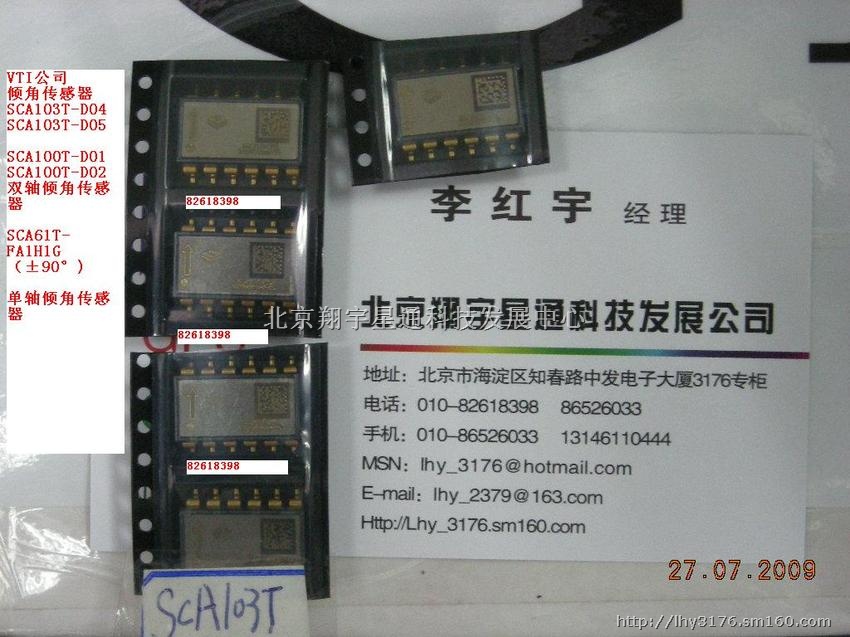 VTI公司
倾角传感器
SCA103T-D04
SCA103T-D05
SCA100T-D01
SCA100T-D02
双轴倾角传感
器
SCA61T-
FA1H1G
（±90°）
单轴倾角传感
器
82618398
82618398
82618398
SCA103T
李红宇 经理
北京翔宇星通科技发展公司
北京翔宇星通科技发展中心
地址：北京市海淀区知春路中发电子大厦3176专柜
电话：010-82618398 86526033
手机：010-86526033 13146110444
MSN：lhy_3176@hotmail.com
E-mail：lhy_2379@163.com
Http://Lhy_3176.sm160.com
27.07.2009
http://lhy3176.sm160.com